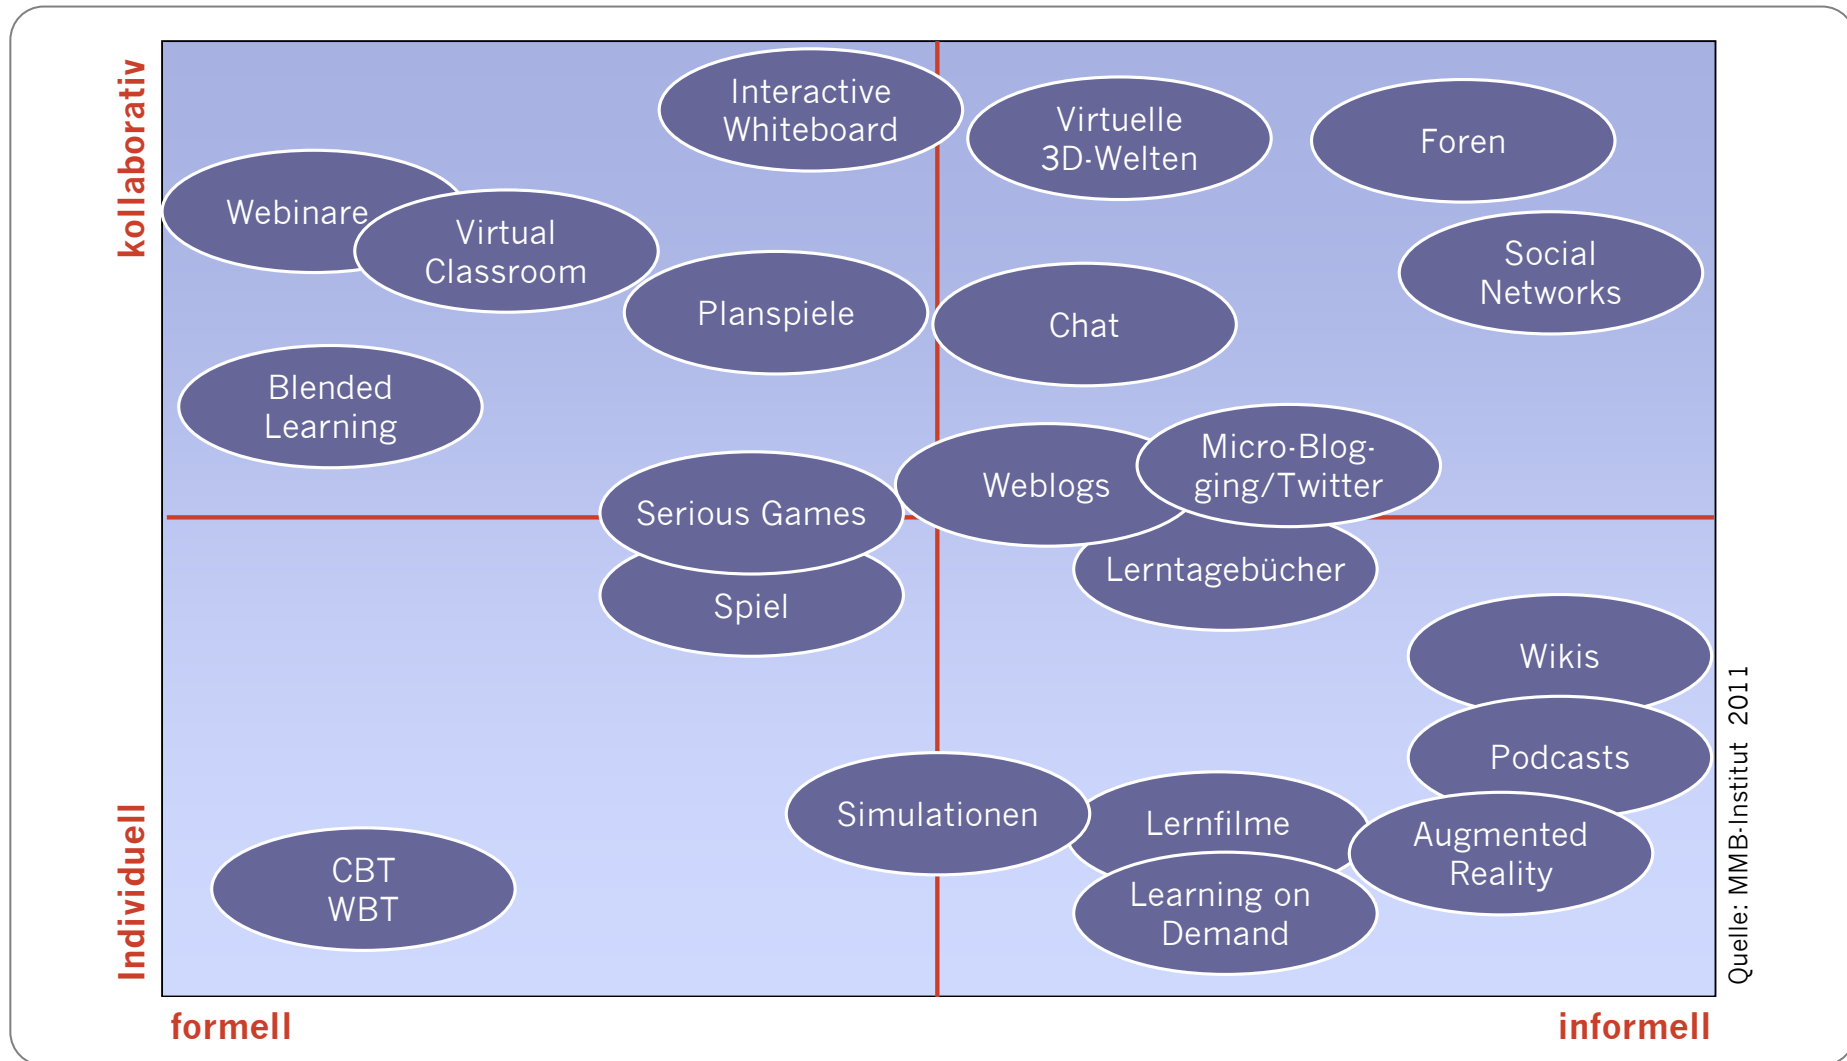 kolla­borativ
Interactive
Whiteboard
Virtuelle
3D-Welten
Foren
Webinare
Virtual
Classroom
Social
Networks
Planspiele
Chat
Blended
Learning
Micro-Blog-
ging/Twitter
Weblogs
Serious Games
Lerntagebücher
Spiel
Wikis
Podcasts
Simulationen
Lernfilme
Augmented
Reality
CBT
WBT
Learning on
Demand
Individuell
formell
informell
Quelle: MMB-Institut 2011